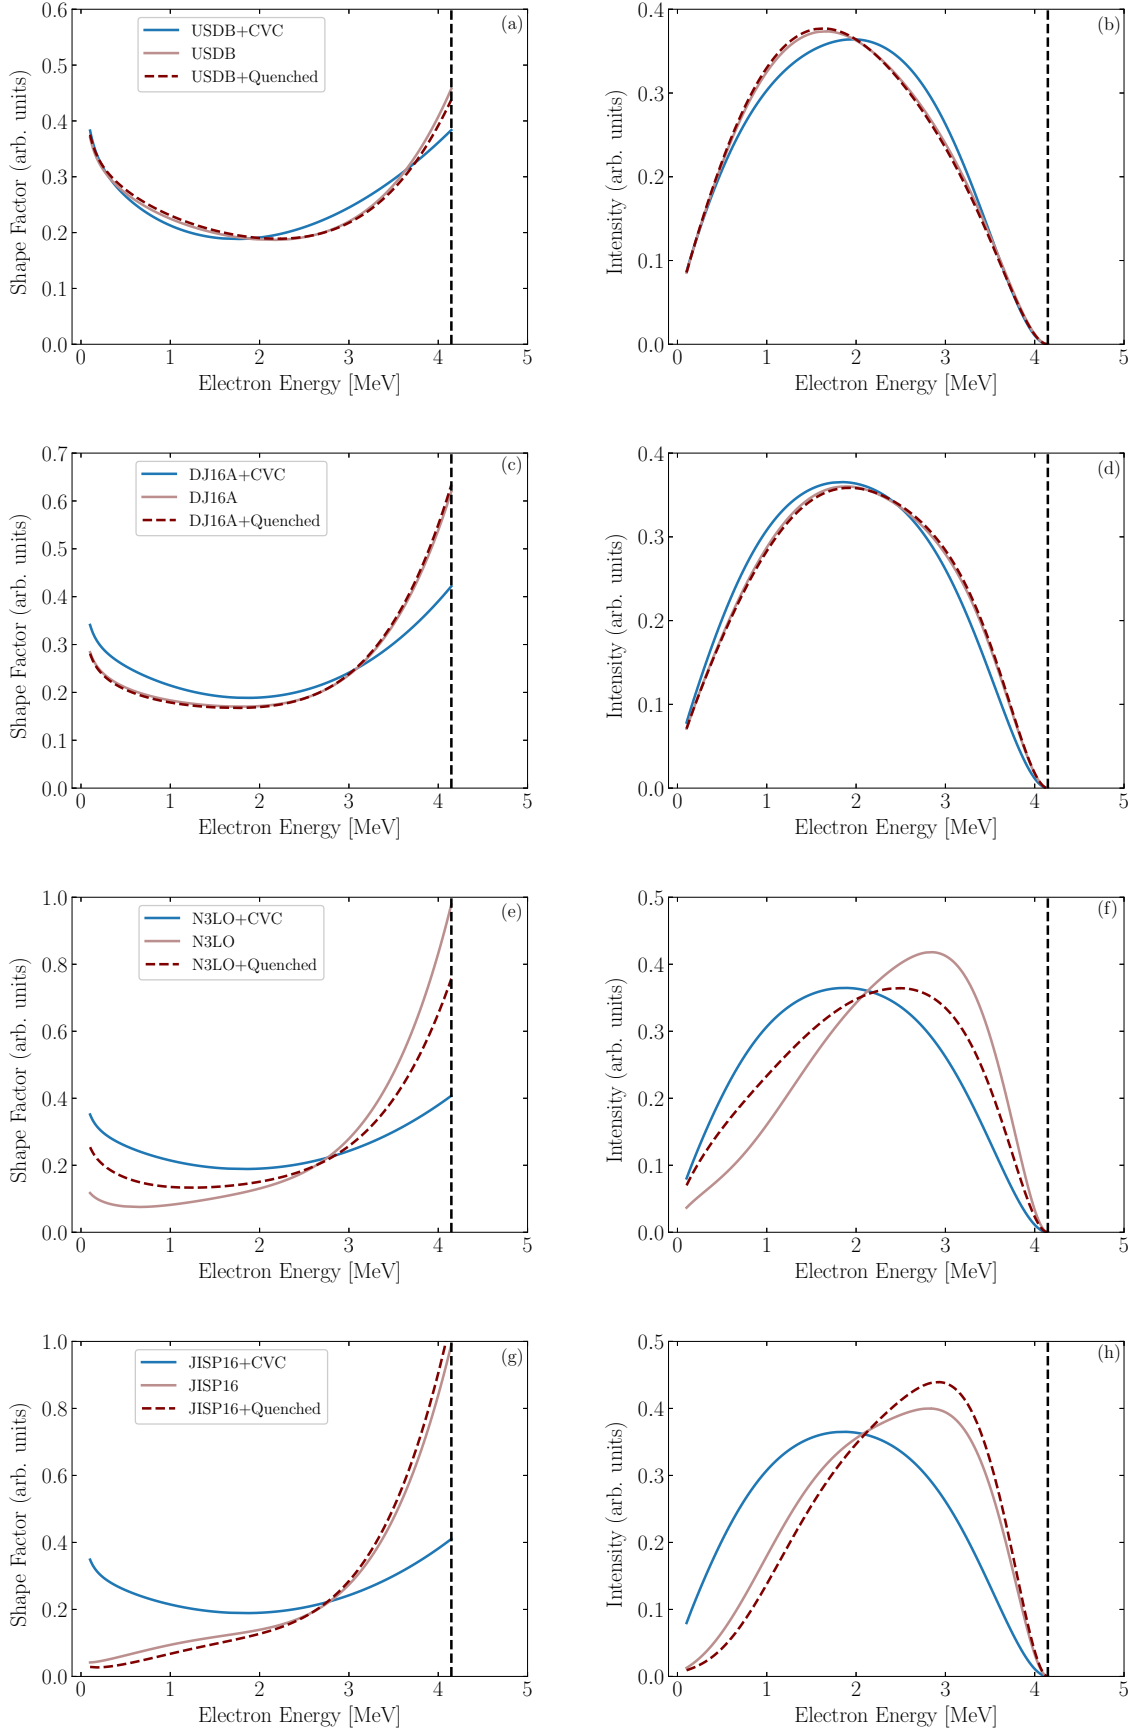 (a)
USDB+CVC
USDB
USDB+Quenched
Shape Factor (arb. units)
0.6
0.5
0.4
0.3
0.2
0.1
0.0
0 1 2 3 4 5
Electron Energy [MeV]
(b)
Intensity (arb. units)
0.4
0.3
0.2
0.1
0.0
0 1 2 3 4 5
Electron Energy [MeV]
(c)
DJ16A+CVC
DJ16A
DJ16A+Quenched
Shape Factor (arb. units)
0.7
0.6
0.5
0.4
0.3
0.2
0.1
0.0
0 1 2 3 4 5
Electron Energy [MeV]
(d)
Intensity (arb. units)
0.4
0.3
0.2
0.1
0.0
0 1 2 3 4 5
Electron Energy [MeV]
(e)
N3LO+CVC
N3LO
N3LO+Quenched
Shape Factor (arb. units)
1.0
0.8
0.6
0.4
0.2
0.0
0 1 2 3 4 5
Electron Energy [MeV]
(f)
Intensity (arb. units)
0.5
0.4
0.3
0.2
0.1
0.0
0 1 2 3 4 5
Electron Energy [MeV]
(g)
JISP16+CVC
JISP16
JISP16+Quenched
Shape Factor (arb. units)
1.0
0.8
0.6
0.4
0.2
0.0
0 1 2 3 4 5
Electron Energy [MeV]
(h)
Intensity (arb. units)
0.5
0.4
0.3
0.2
0.1
0.0
0 1 2 3 4 5
Electron Energy [MeV]